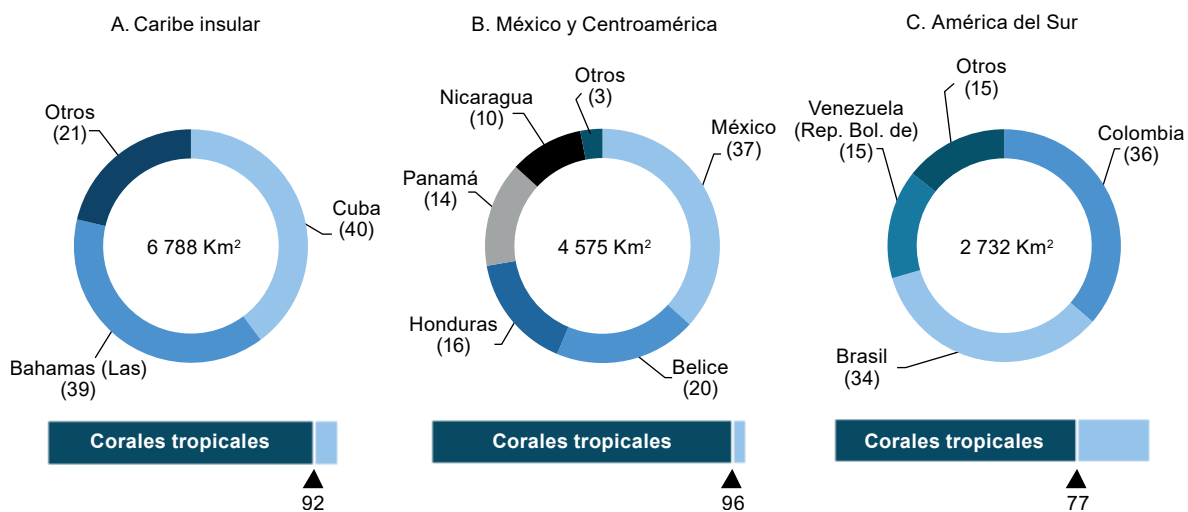 A. Caribe insular
Otros
(21)
Cuba
(40)
6 788 Km²
Bahamas (Las)
(39)
Corales tropicales
92
B. México y Centroamérica
Otros
(3)
Nicaragua
(10)
México
(37)
Panamá
(14)
4 575 Km²
Honduras
(16)
Belice
(20)
Corales tropicales
96
C. América del Sur
Otros
(15)
Venezuela
(Rep. Bol. de)
(15)
Colombia
(36)
2 732 Km²
Brasil
(34)
Corales tropicales
77